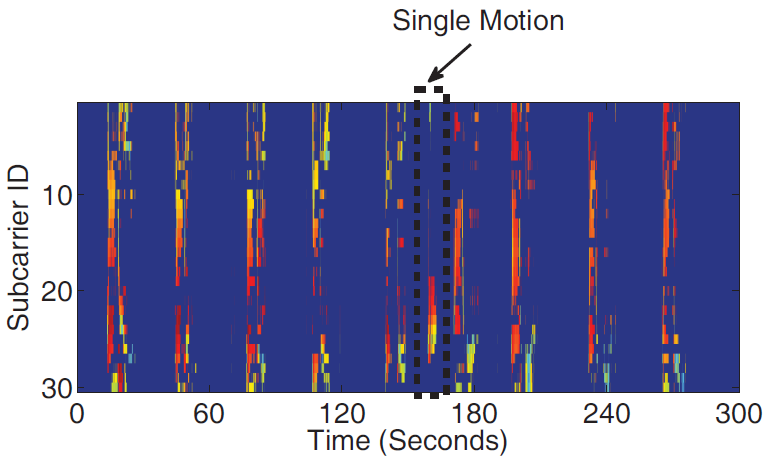 Single Motion
Subcarrier ID
10
20
30
0 60 120 180 240 300
Time (Seconds)